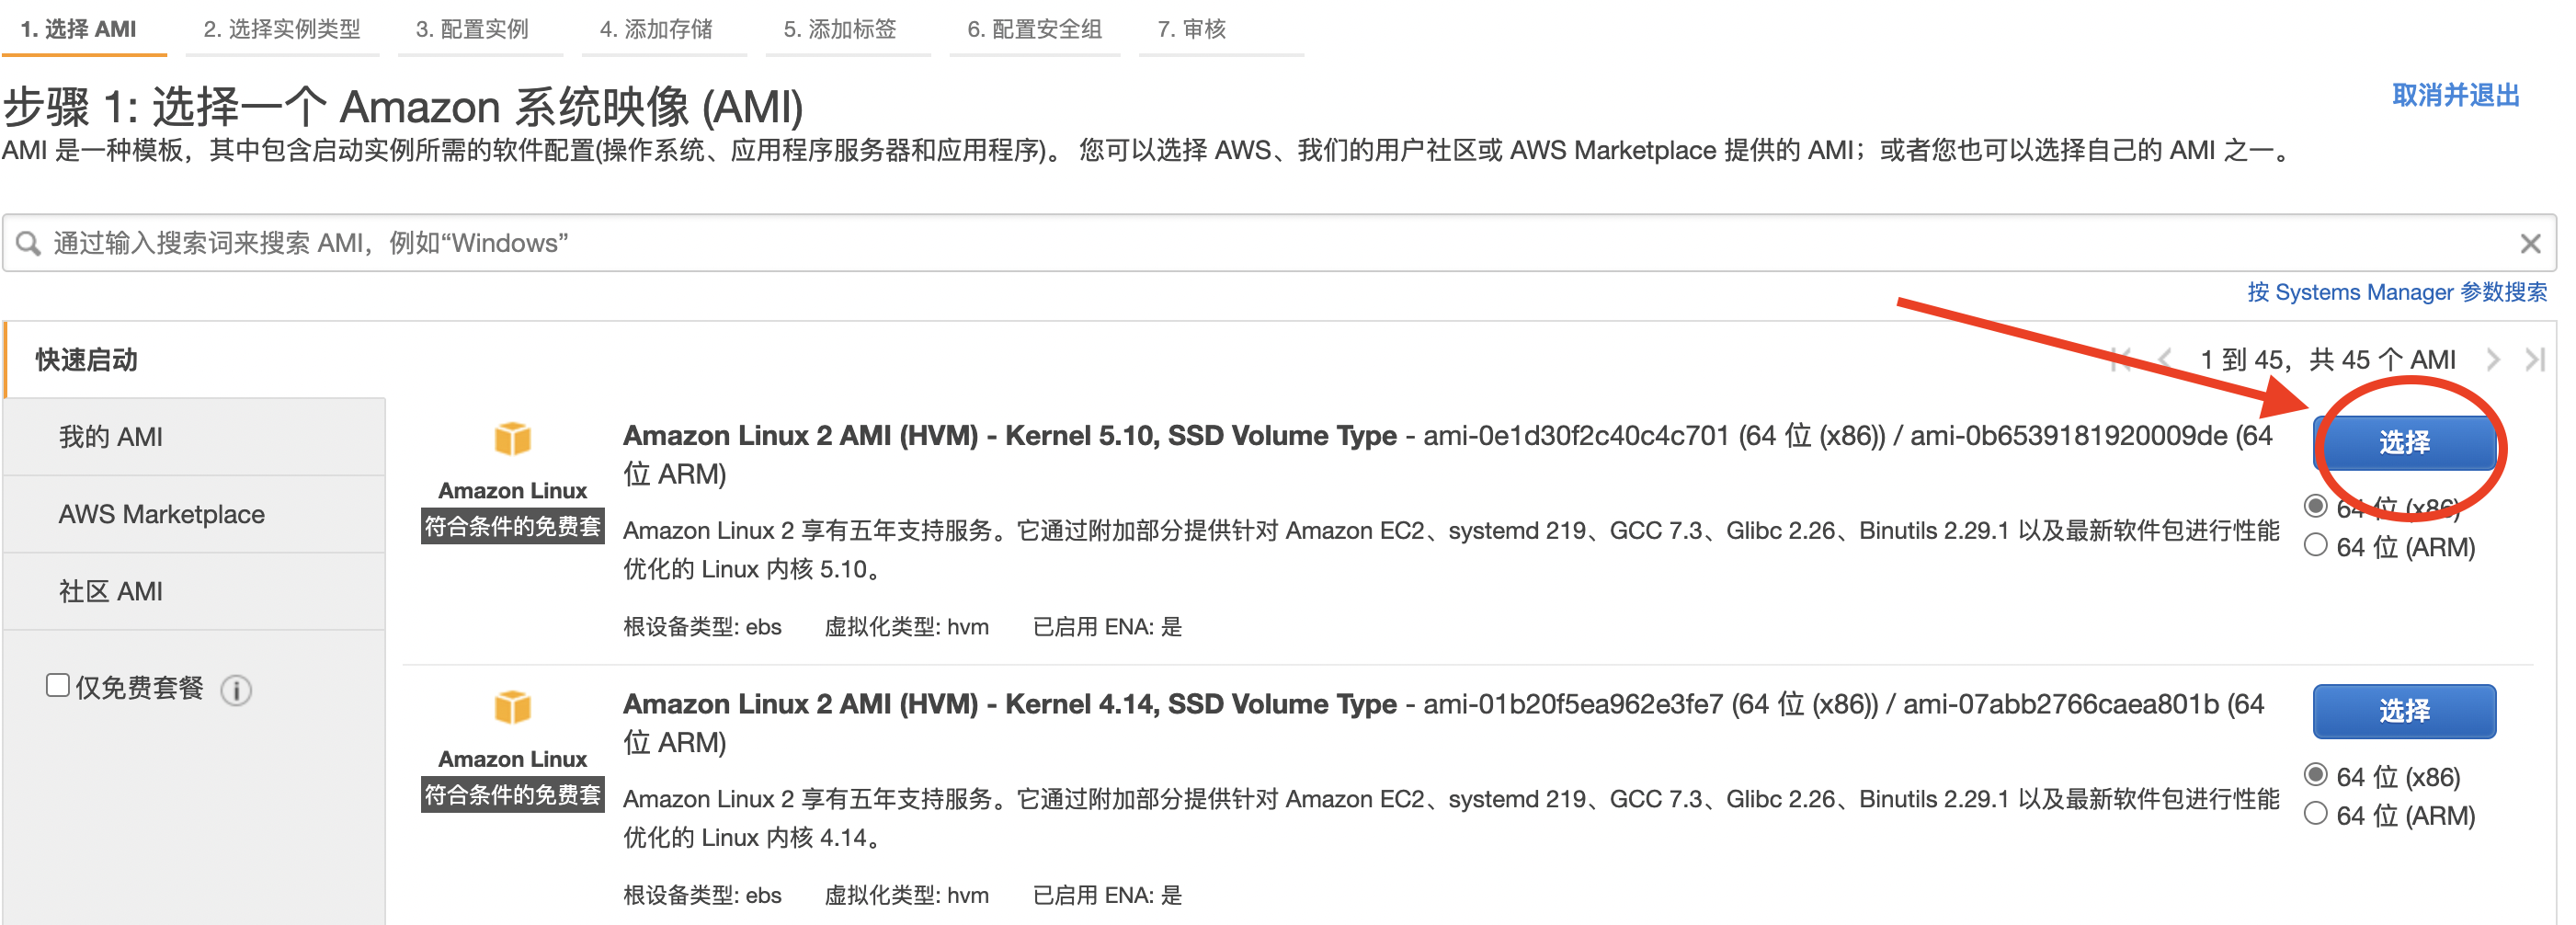 1. 选择 AMI
2. 选择实例类型
3. 配置实例
4. 添加存储
5. 添加标签
6. 配置安全组
7. 审核
步骤 1: 选择一个 Amazon 系统映像 (AMI)
取消并退出
AMI 是一种模板，其中包含启动实例所需的软件配置(操作系统、应用程序服务器和应用程序)。 您可以选择 AWS、我们的用户社区或 AWS Marketplace 提供的 AMI；或者您也可以选择自己的 AMI 之一。
通过输入搜索词来搜索 AMI，例如“Windows”
按 Systems Manager 参数搜索
快速启动
1 到 45，共 45 个 AMI
我的 AMI
AWS Marketplace
社区 AMI
仅免费套餐
Amazon Linux
符合条件的免费套
Amazon Linux 2 AMI (HVM) - Kernel 5.10, SSD Volume Type - ami-0e1d30f2c40c4c701 (64 位 (x86)) / ami-0b6539181920009de (64
位 ARM)
Amazon Linux 2 享有五年支持服务。它通过附加部分提供针对 Amazon EC2、systemd 219、GCC 7.3、Glibc 2.26、Binutils 2.29.1 以及最新软件包进行性能
优化的 Linux 内核 5.10。
根设备类型: ebs 虚拟化类型: hvm 已启用 ENA: 是
选择
64 位 (x86)
64 位 (ARM)
Amazon Linux
符合条件的免费套
Amazon Linux 2 AMI (HVM) - Kernel 4.14, SSD Volume Type - ami-01b20f5ea962e3fe7 (64 位 (x86)) / ami-07abb2766caea801b (64
位 ARM)
Amazon Linux 2 享有五年支持服务。它通过附加部分提供针对 Amazon EC2、systemd 219、GCC 7.3、Glibc 2.26、Binutils 2.29.1 以及最新软件包进行性能
优化的 Linux 内核 4.14。
根设备类型: ebs 虚拟化类型: hvm 已启用 ENA: 是
选择
64 位 (x86)
64 位 (ARM)